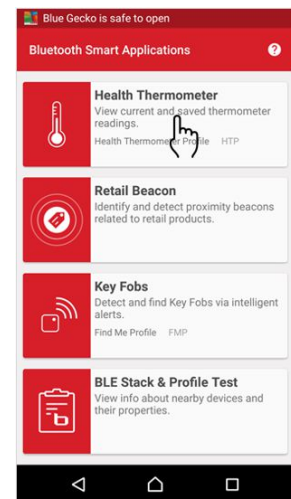 Blue Gecko is safe to open
Bluetooth Smart Applications
?
Health Thermometer
View current and saved thermometer
readings.
Health Thermometer Profile HTP
Retail Beacon
Identify and detect proximity beacons
related to retail products.
Key Fobs
Detect and find Key Fobs via intelligent
alerts.
Find Me Profile FMP
BLE Stack & Profile Test
View info about nearby devices and
their properties.